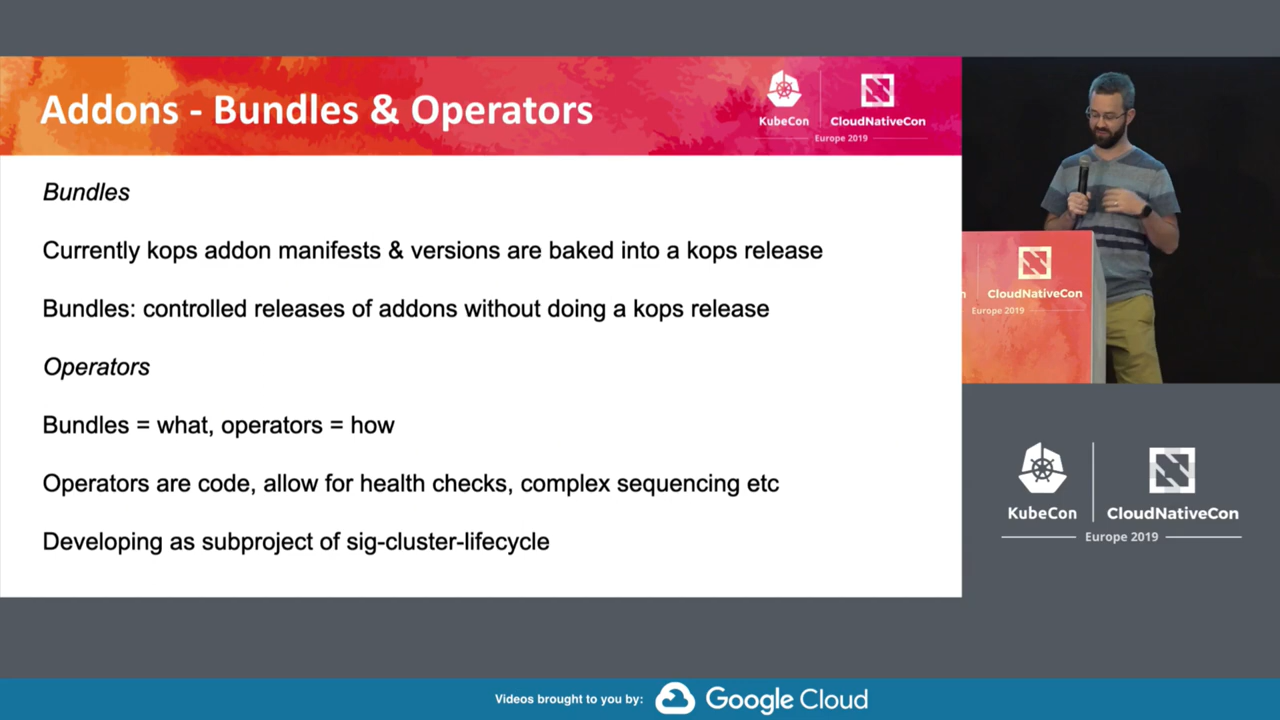 Addons - Bundles & Operators
KubeCon
CloudNativeCon
Europe 2019
Bundles
Currently kops addon manifests & versions are baked into a kops release
Bundles: controlled releases of addons without doing a kops release
Operators
Bundles = what, operators = how
Operators are code, allow for health checks, complex sequencing etc
Developing as subproject of sig-cluster-lifecycle
n
CloudNativeCon
Europe 2019
KubeCon
CloudNativeCon
Europe 2019
Videos brought to you by:
Google Cloud